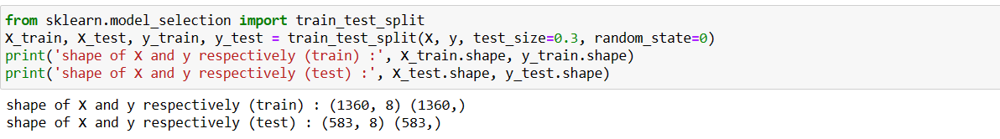 from sklearn.model_selection import train_test_split
X_train, X_test, y_train, y_test = train_test_split(X, y, test_size=0.3, random_state=0)
print('shape of X and y respectively (train) :', X_train.shape, y_train.shape)
print('shape of X and y respectively (test) :', X_test.shape, y_test.shape)
shape of X and y respectively (train) : (1360, 8) (1360,)
shape of X and y respectively (test) : (583, 8) (583,)